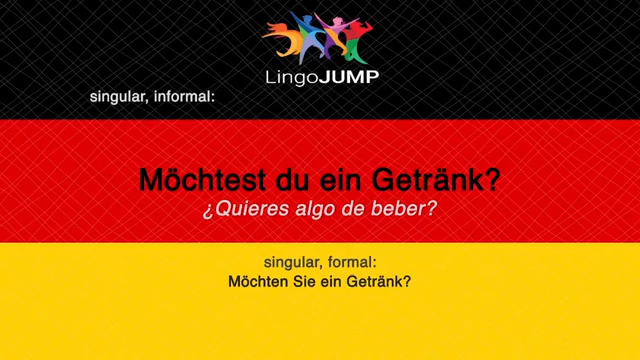 LingoJUMP
singular, informal:
Möchtest du ein Getränk?
¿Quieres algo de beber?
singular, formal:
Möchten Sie ein Getränk?